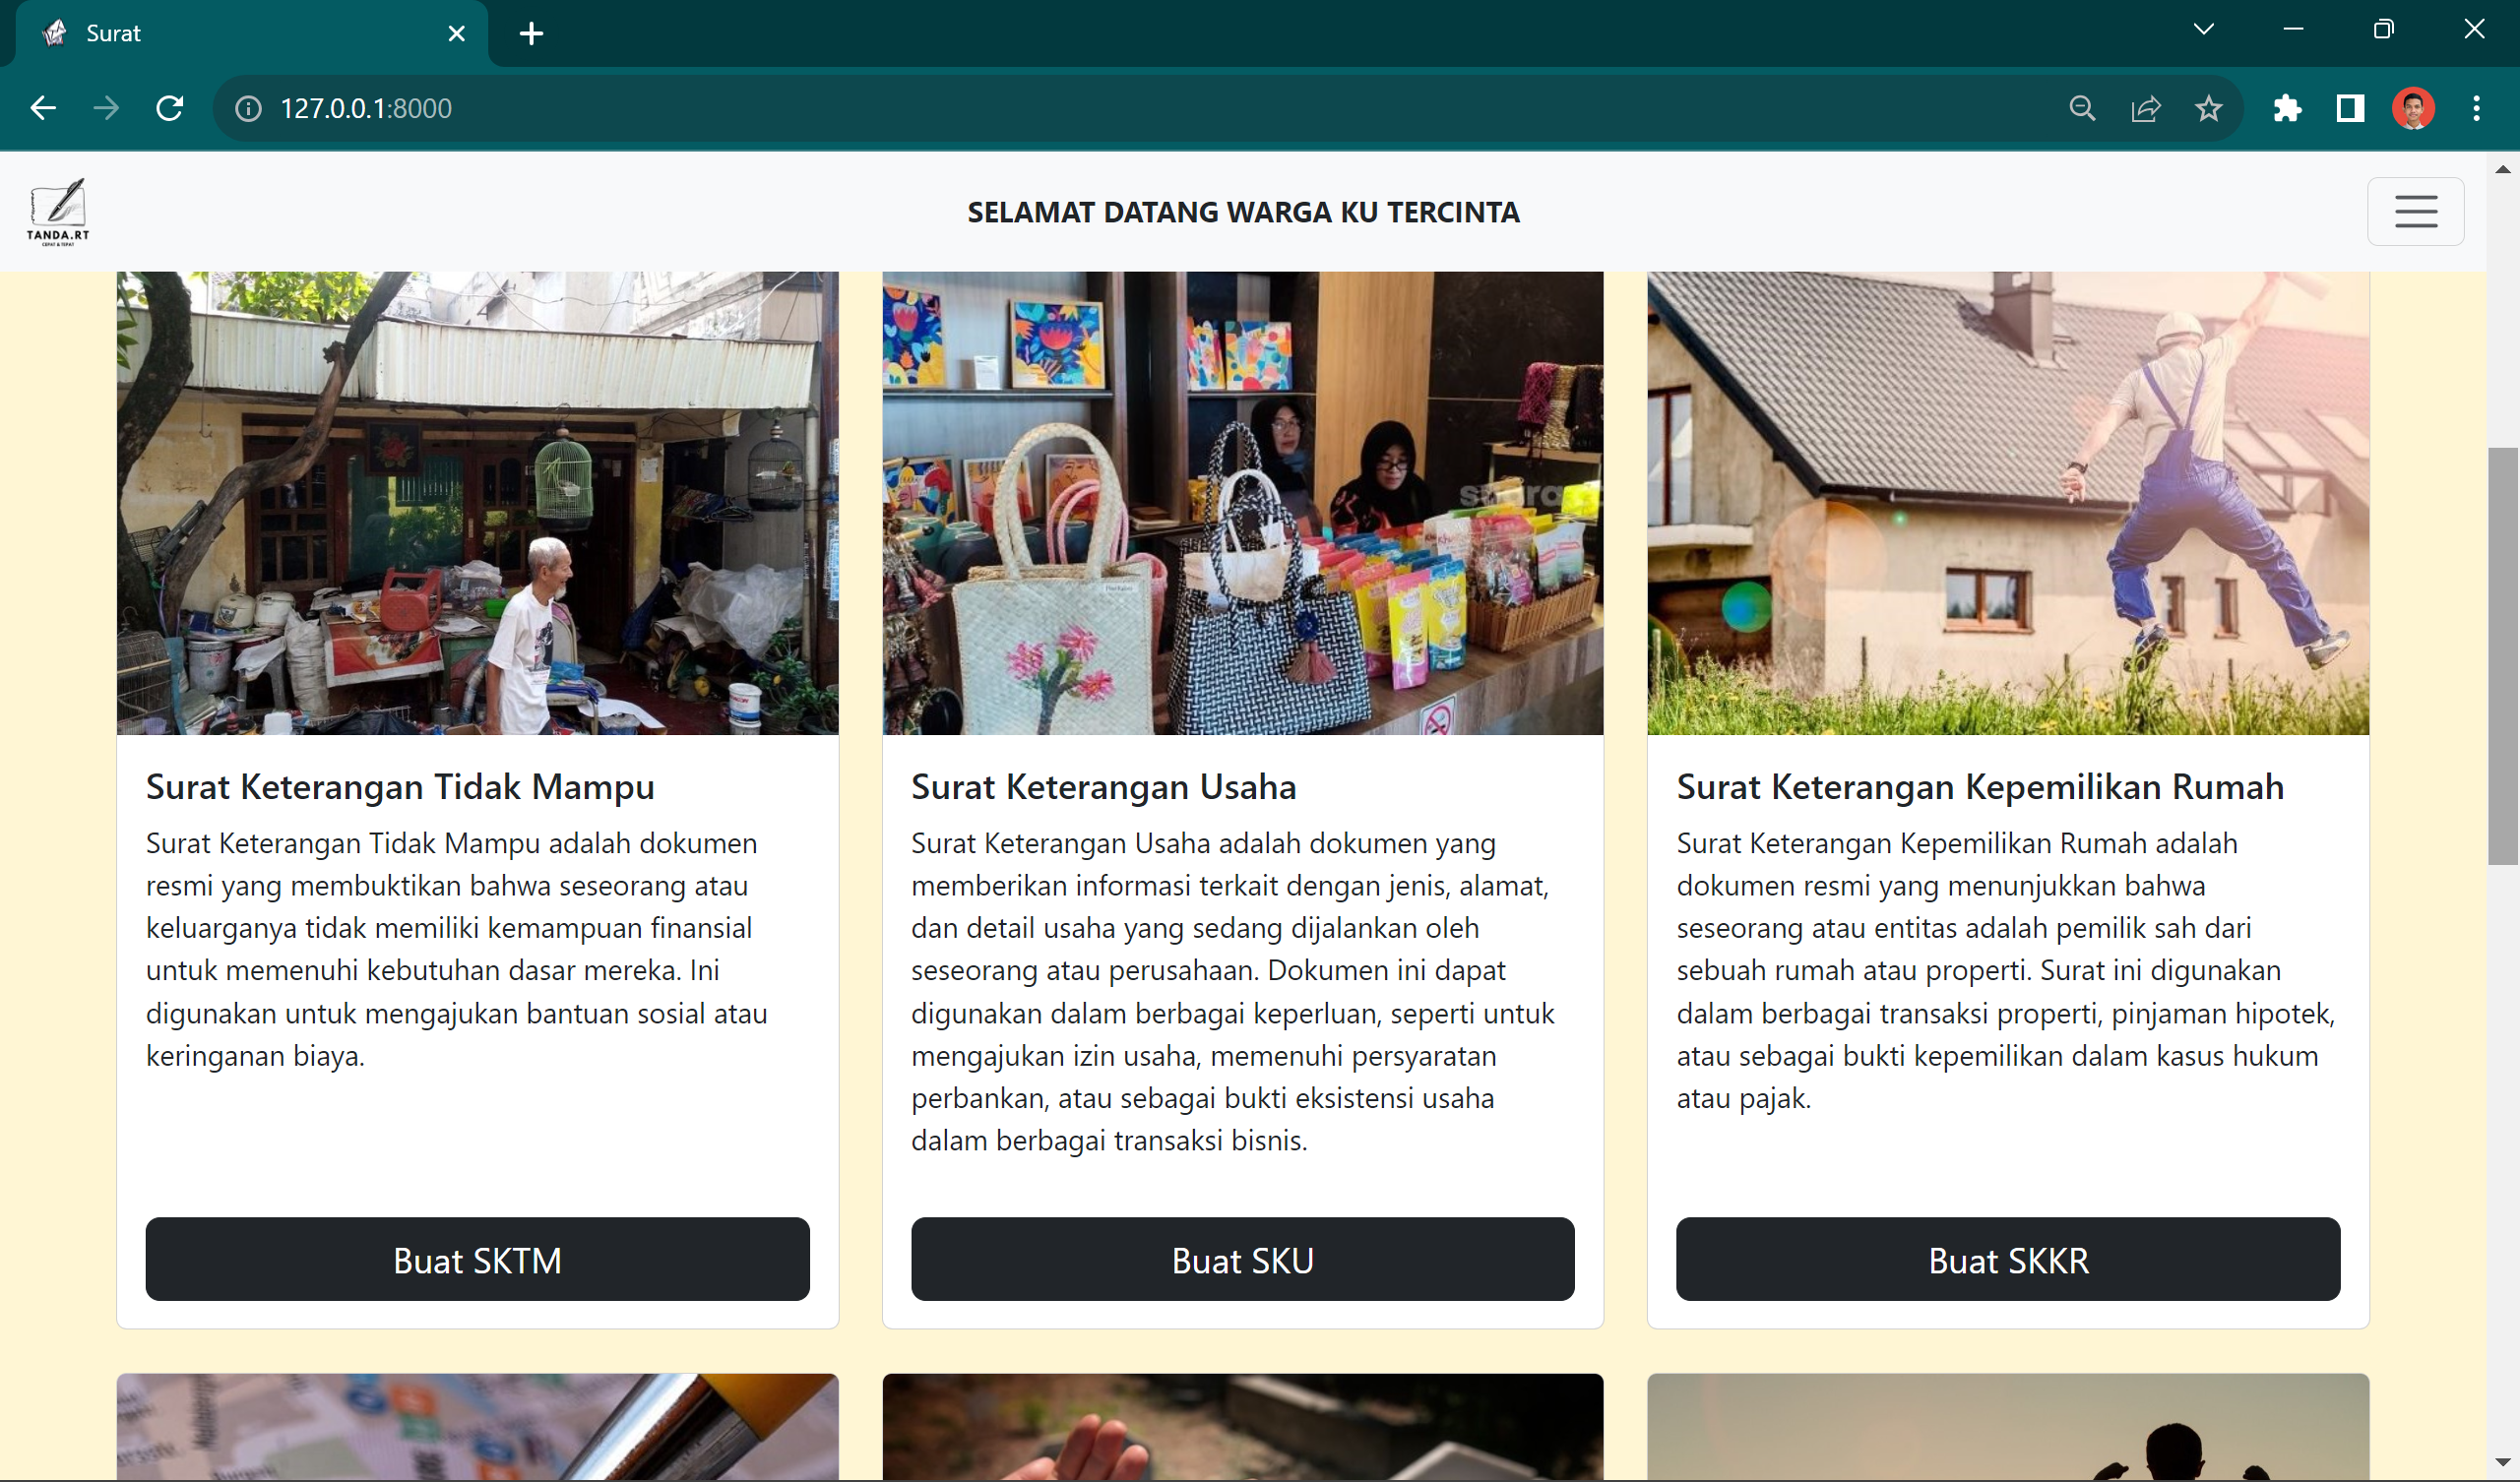 Surat
127.0.0.1:8000
TANDA.RT
CEPAT & TEPAT
SELAMAT DATANG WARGA KU TERCINTA
Surat Keterangan Tidak Mampu
Surat Keterangan Tidak Mampu adalah dokumen
resmi yang membuktikan bahwa seseorang atau
keluarganya tidak memiliki kemampuan finansial
untuk memenuhi kebutuhan dasar mereka. Ini
digunakan untuk mengajukan bantuan sosial atau
keringanan biaya.
Buat SKTM
Surat Keterangan Usaha
Surat Keterangan Usaha adalah dokumen yang
memberikan informasi terkait dengan jenis, alamat,
dan detail usaha yang sedang dijalankan oleh
seseorang atau perusahaan. Dokumen ini dapat
digunakan dalam berbagai keperluan, seperti untuk
mengajukan izin usaha, memenuhi persyaratan
perbankan, atau sebagai bukti eksistensi usaha
dalam berbagai transaksi bisnis.
Buat SKU
Surat Keterangan Kepemilikan Rumah
Surat Keterangan Kepemilikan Rumah adalah
dokumen resmi yang menunjukkan bahwa
seseorang atau entitas adalah pemilik sah dari
sebuah rumah atau properti. Surat ini digunakan
dalam berbagai transaksi properti, pinjaman hipotek,
atau sebagai bukti kepemilikan dalam kasus hukum
atau pajak.
Buat SKKR